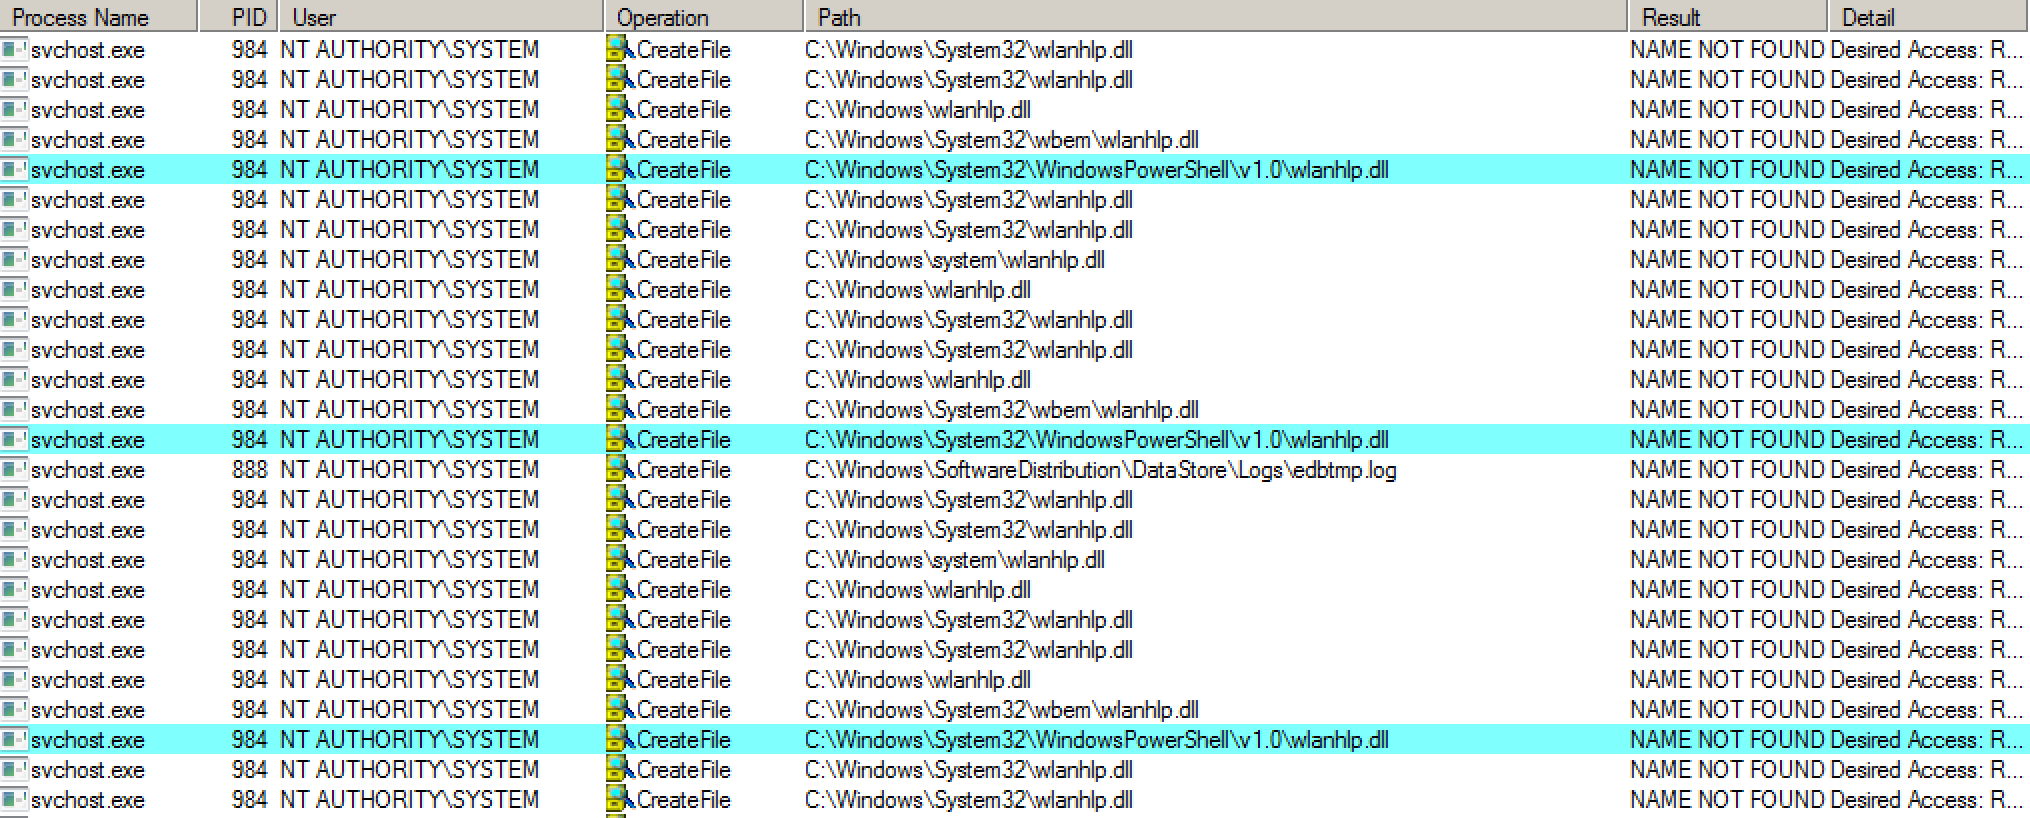 Process Name PID User Operation Path Result Detail
svchost.exe 984 NT AUTHORITY\SYSTEM CreateFile C:\Windows\System32\wlanhlp.dll NAME NOT FOUND Desired Access: R...
svchost.exe 984 NT AUTHORITY\SYSTEM CreateFile C:\Windows\System32\wlanhlp.dll NAME NOT FOUND Desired Access: R...
svchost.exe 984 NT AUTHORITY\SYSTEM CreateFile C:\Windows\wlanhlp.dll NAME NOT FOUND Desired Access: R...
svchost.exe 984 NT AUTHORITY\SYSTEM CreateFile C:\Windows\System32\wbem\wlanhlp.dll NAME NOT FOUND Desired Access: R...
svchost.exe 984 NT AUTHORITY\SYSTEM CreateFile C:\Windows\System32\WindowsPowerShell\v1.0\wlanhlp.dll NAME NOT FOUND Desired Access: R...
svchost.exe 984 NT AUTHORITY\SYSTEM CreateFile C:\Windows\System32\wlanhlp.dll NAME NOT FOUND Desired Access: R...
svchost.exe 984 NT AUTHORITY\SYSTEM CreateFile C:\Windows\System32\wlanhlp.dll NAME NOT FOUND Desired Access: R...
svchost.exe 984 NT AUTHORITY\SYSTEM CreateFile C:\Windows\system\wlanhlp.dll NAME NOT FOUND Desired Access: R...
svchost.exe 984 NT AUTHORITY\SYSTEM CreateFile C:\Windows\wlanhlp.dll NAME NOT FOUND Desired Access: R...
svchost.exe 984 NT AUTHORITY\SYSTEM CreateFile C:\Windows\System32\wlanhlp.dll NAME NOT FOUND Desired Access: R...
svchost.exe 984 NT AUTHORITY\SYSTEM CreateFile C:\Windows\System32\wlanhlp.dll NAME NOT FOUND Desired Access: R...
svchost.exe 984 NT AUTHORITY\SYSTEM CreateFile C:\Windows\wlanhlp.dll NAME NOT FOUND Desired Access: R...
svchost.exe 984 NT AUTHORITY\SYSTEM CreateFile C:\Windows\System32\wbem\wlanhlp.dll NAME NOT FOUND Desired Access: R...
svchost.exe 984 NT AUTHORITY\SYSTEM CreateFile C:\Windows\System32\WindowsPowerShell\v1.0\wlanhlp.dll NAME NOT FOUND Desired Access: R...
svchost.exe 888 NT AUTHORITY\SYSTEM CreateFile C:\Windows\SoftwareDistribution\DataStore\Logs\edbtmp.log NAME NOT FOUND Desired Access: R...
svchost.exe 984 NT AUTHORITY\SYSTEM CreateFile C:\Windows\System32\wlanhlp.dll NAME NOT FOUND Desired Access: R...
svchost.exe 984 NT AUTHORITY\SYSTEM CreateFile C:\Windows\System32\wlanhlp.dll NAME NOT FOUND Desired Access: R...
svchost.exe 984 NT AUTHORITY\SYSTEM CreateFile C:\Windows\system\wlanhlp.dll NAME NOT FOUND Desired Access: R...
svchost.exe 984 NT AUTHORITY\SYSTEM CreateFile C:\Windows\wlanhlp.dll NAME NOT FOUND Desired Access: R...
svchost.exe 984 NT AUTHORITY\SYSTEM CreateFile C:\Windows\System32\wlanhlp.dll NAME NOT FOUND Desired Access: R...
svchost.exe 984 NT AUTHORITY\SYSTEM CreateFile C:\Windows\System32\wlanhlp.dll NAME NOT FOUND Desired Access: R...
svchost.exe 984 NT AUTHORITY\SYSTEM CreateFile C:\Windows\wlanhlp.dll NAME NOT FOUND Desired Access: R...
svchost.exe 984 NT AUTHORITY\SYSTEM CreateFile C:\Windows\System32\wbem\wlanhlp.dll NAME NOT FOUND Desired Access: R...
svchost.exe 984 NT AUTHORITY\SYSTEM CreateFile C:\Windows\System32\WindowsPowerShell\v1.0\wlanhlp.dll NAME NOT FOUND Desired Access: R...
svchost.exe 984 NT AUTHORITY\SYSTEM CreateFile C:\Windows\System32\wlanhlp.dll NAME NOT FOUND Desired Access: R...
svchost.exe 984 NT AUTHORITY\SYSTEM CreateFile C:\Windows\System32\wlanhlp.dll NAME NOT FOUND Desired Access: R...